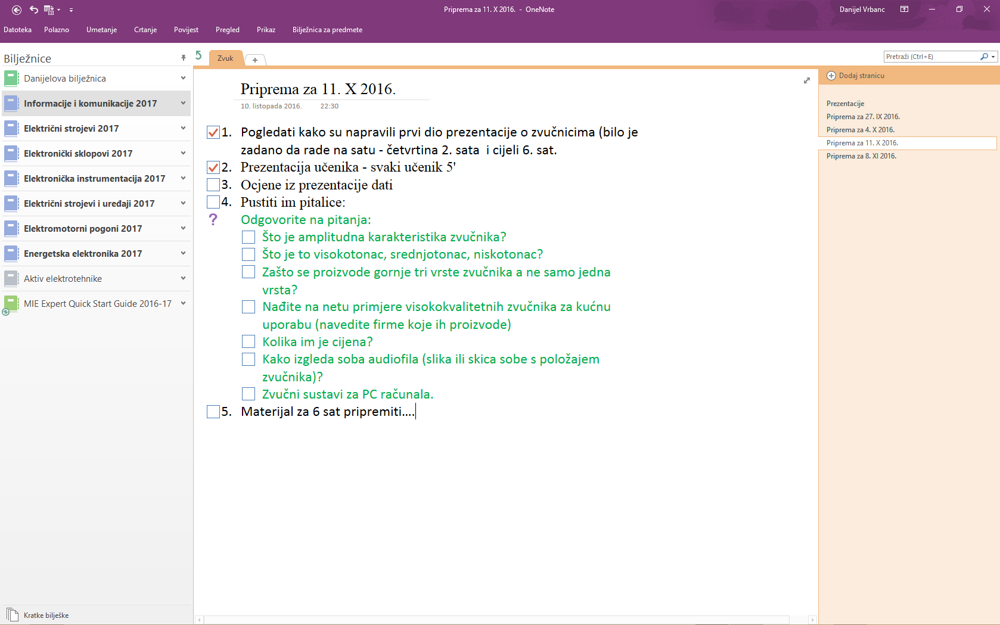 Priprema za 11. X 2016. - OneNote
Danijel Vrbanc
Datoteka Polazno Umetanje Crtanje Povijest Pregled Prikaz Bilježnica za predmete
Bilježnice
Danijelova bilježnica
Informacije i komunikacije 2017
Električni strojevi 2017
Elektronički sklopovi 2017
Elektronička instrumentacija 2017
Električni strojevi i uređaji 2017
Elektromotorni pogoni 2017
Energetska elektronika 2017
Aktiv elektrotehnike
MIE Expert Quick Start Guide 2016-17
Kratke bilješke
Zvuk
Pretraži (Ctrl+E)
Priprema za 11. X 2016.
10. listopada 2016. 22:30
1. Pogledati kako su napravili prvi dio prezentacije o zvučnicima (bilo je
zadano da rade na satu - četvrtina 2. sata  i cijeli 6. sat.
2. Prezentacija učenika - svaki učenik 5'
3. Ocjene iz prezentacije dati
4. Pustiti im pitalice:
? Odgovorite na pitanja:
Što je amplitudna karakteristika zvučnika?
Što je to visokotonac, srednjotonac, niskotonac?
Zašto se proizvode gornje tri vrste zvučnika a ne samo jedna
vrsta?
Nađite na netu primjere visokokvalitetnih zvučnika za kućnu
uporabu (navedite firme koje ih proizvode)
Kolika im je cijena?
Kako izgleda soba audiofila (slika ili skica sobe s položajem
zvučnika)?
Zvučni sustavi za PC računala.
5. Materijal za 6 sat pripremiti....
Dodaj stranicu
Prezentacije
Priprema za 27. IX 2016.
Priprema za 4. X 2016.
Priprema za 11. X 2016.
Priprema za 8. XI 2016.